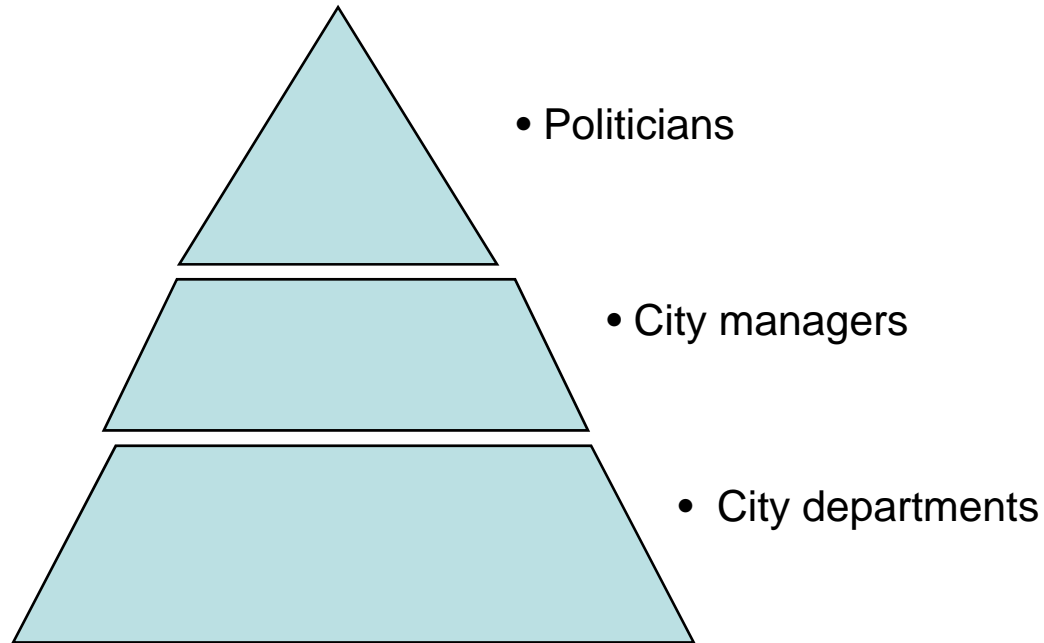 • Politicians
• City managers
• City departments